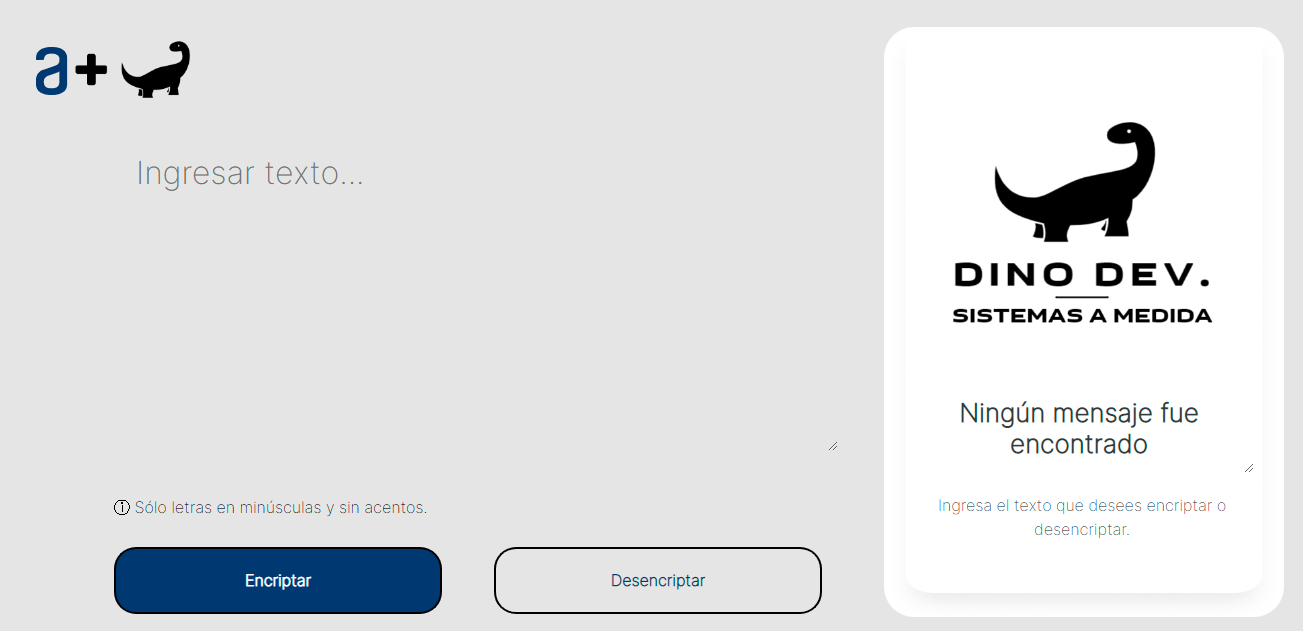 a+
Ingresar texto...
Sólo letras en minúsculas y sin acentos.
Encriptar
Desencriptar
DINO DEV.
SISTEMAS A MEDIDA
Ningún mensaje fue
encontrado
Ingresa el texto que desees encriptar o
desencriptar.